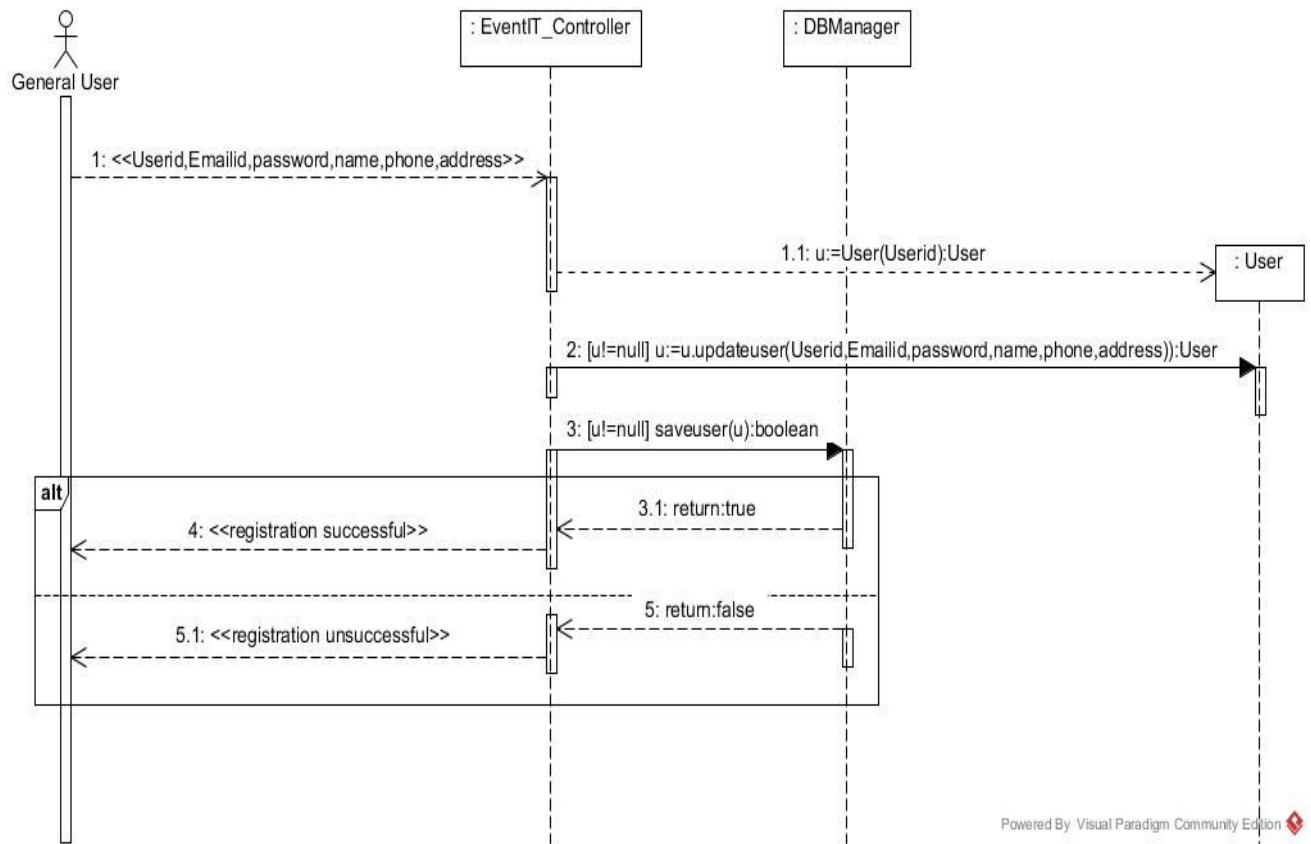 : EventIT_Controller
: DBManager
General User
1: <<Userid,Emailid,password,name,phone,address>>
1.1: u:=User(Userid):User
: User
2: [u!=null] u:=u.updateuser(Userid,Emailid,password,name,phone,address)):User
3: [u!=null] saveuser(u):boolean
alt
3.1: return:true
4: <<registration successful>>
5: return:false
5.1: <<registration unsuccessful>>
Powered By Visual Paradigm Community Edition